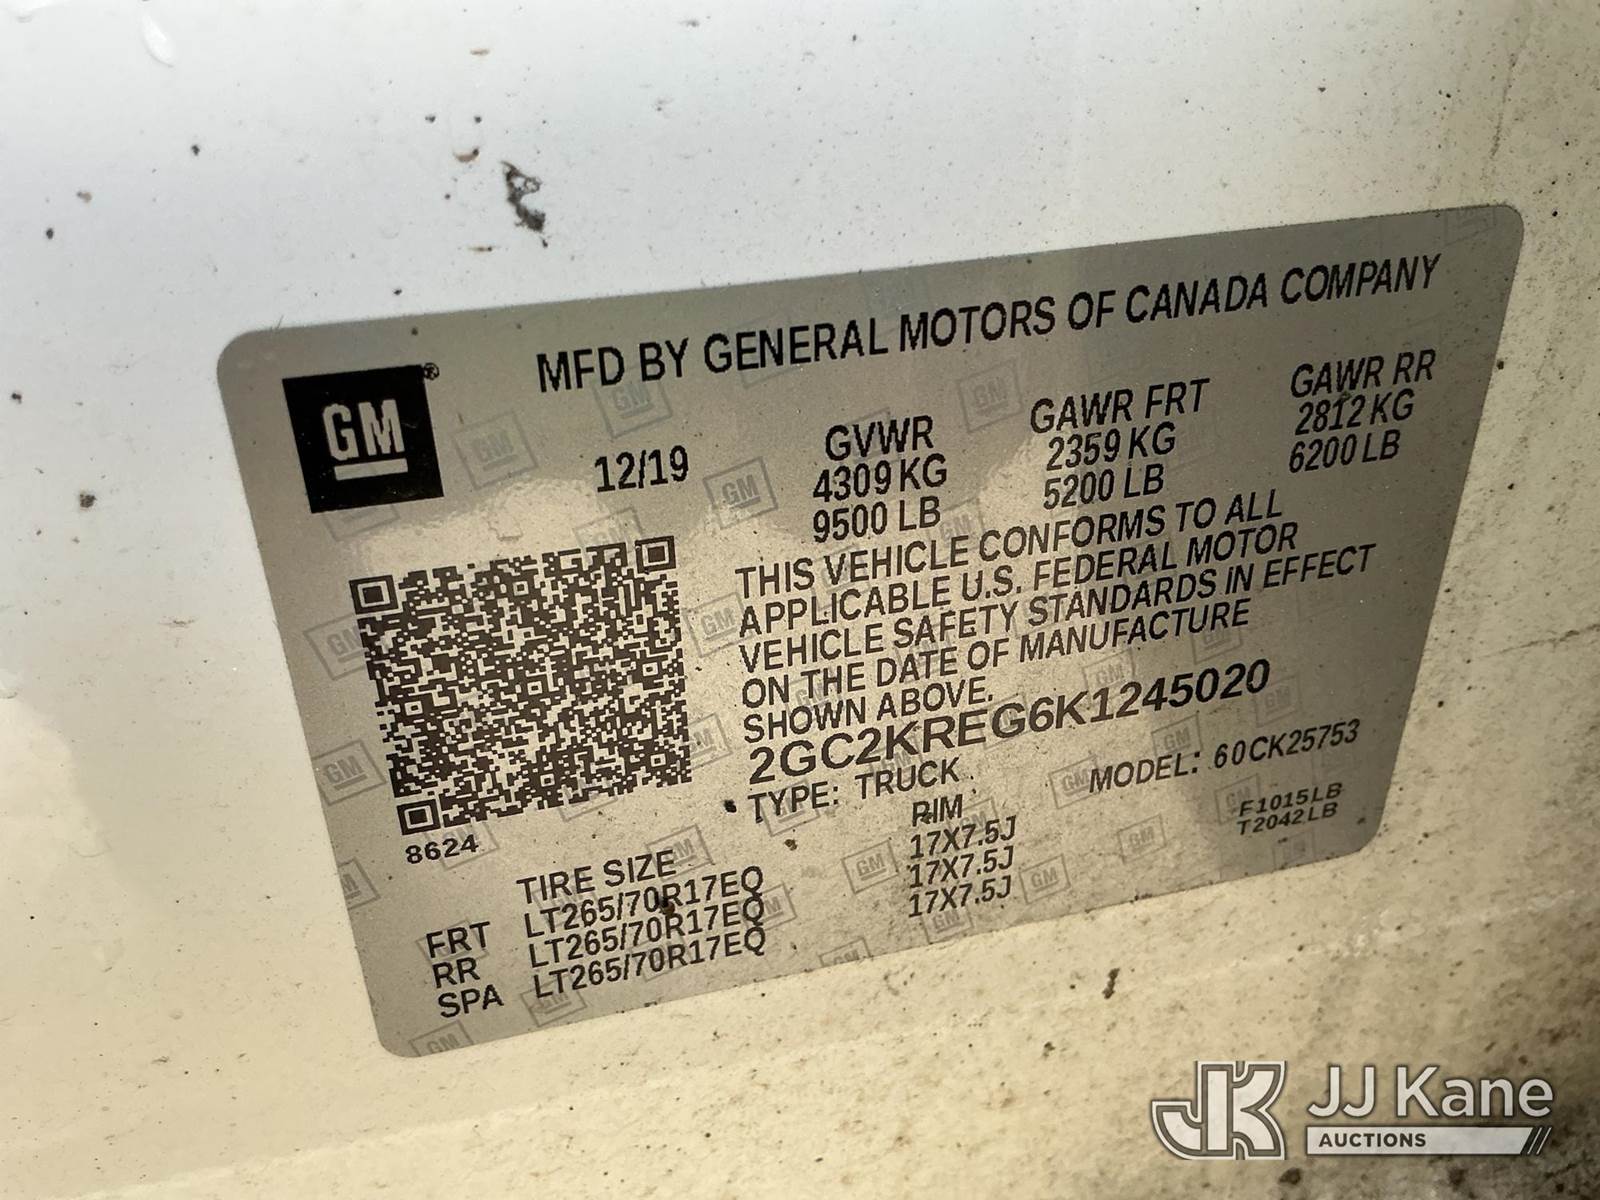 MFD BY GENERAL MOTORS OF CANADA COMPANY
GM®
12/19
GVWR GAWR FRT GAWR RR
4309 KG 2359 KG 2812 KG
9500 LB 5200 LB 6200 LB
THIS VEHICLE CONFORMS TO ALL
APPLICABLE U.S. FEDERAL MOTOR
VEHICLE SAFETY STANDARDS IN EFFECT
ON THE DATE OF MANUFACTURE
SHOWN ABOVE.
2GC2KREG6K1245020
TYPE: TRUCK MODEL: 60CK25753
8624
TIRE SIZE RIM
FRT LT265/70R17EQ 17X7.5J F1015LB
RR LT265/70R17EQ 17X7.5J T2042LB
SPA LT265/70R17EQ 17X7.5J
JK JJ Kane
AUCTIONS